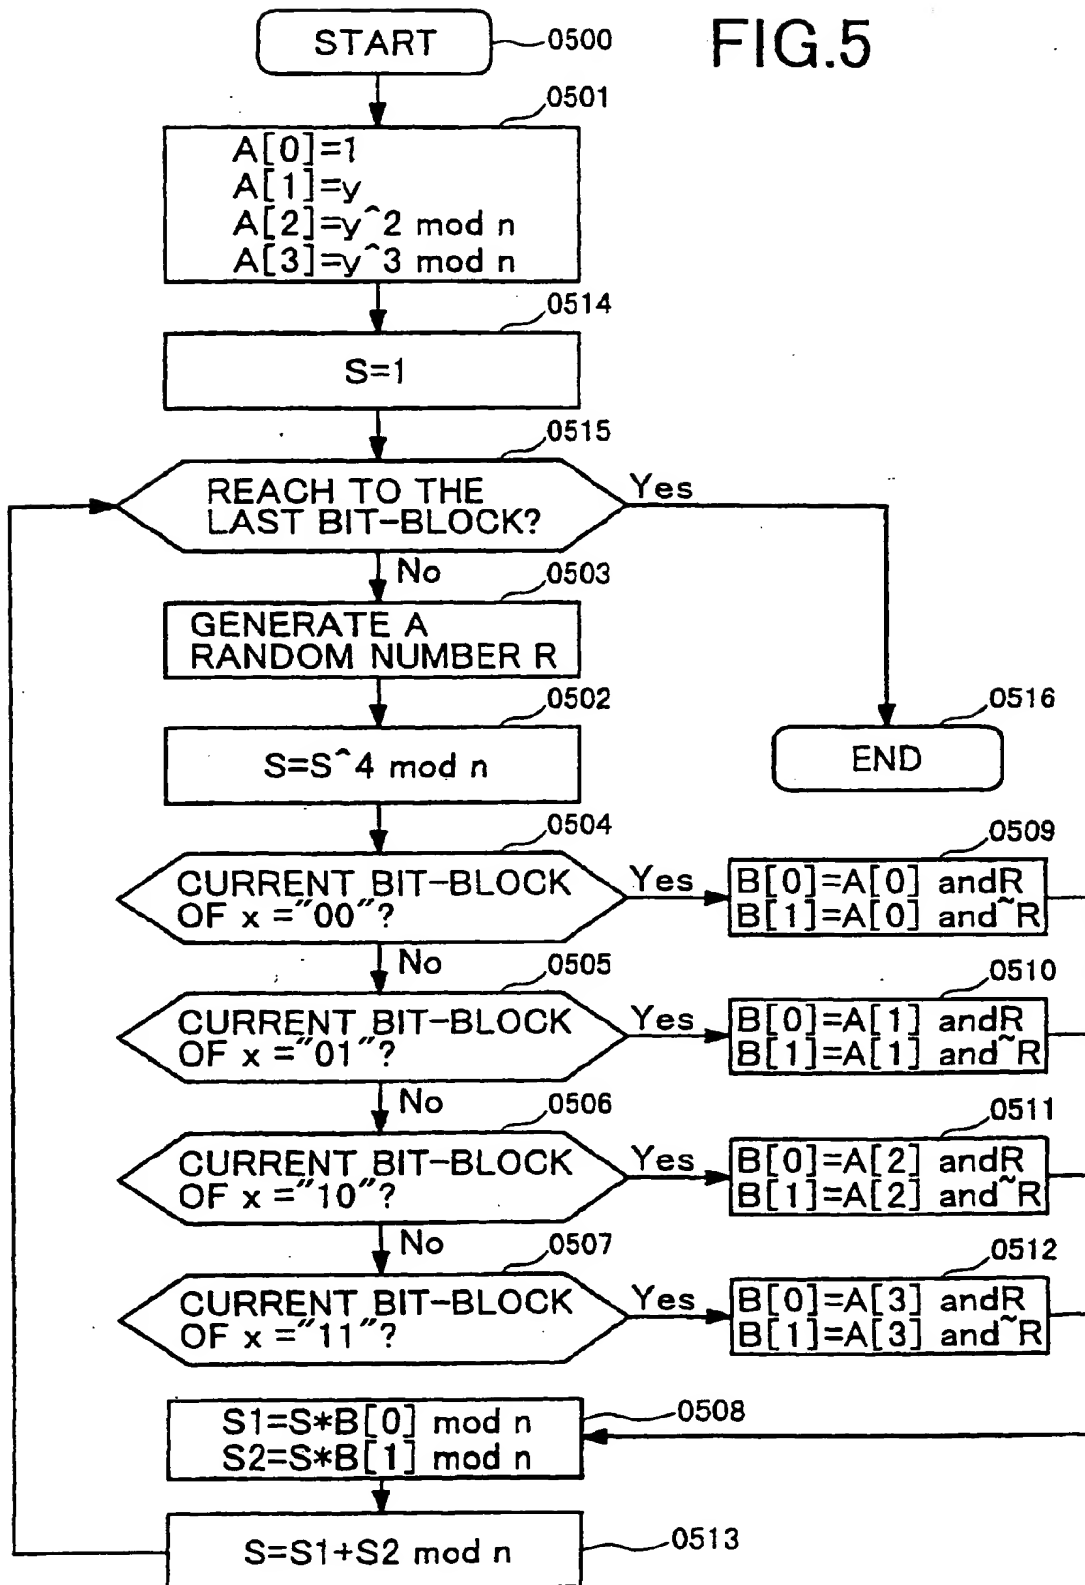 FIG.5
START
0500
0501
A[0]=1
A[1]=y
A[2]=y^2 mod n
A[3]=y^3 mod n
0514
S=1
0515
REACH TO THE
LAST BIT-BLOCK?
Yes
No
0503
GENERATE A
RANDOM NUMBER R
0502
S=S^4 mod n
0516
END
0504
CURRENT BIT-BLOCK
OF x ="00"?
Yes
0509
B[0]=A[0] andR
B[1]=A[0] and~R
No
0505
CURRENT BIT-BLOCK
OF x ="01"?
Yes
0510
B[0]=A[1] andR
B[1]=A[1] and~R
No
0506
CURRENT BIT-BLOCK
OF x ="10"?
Yes
0511
B[0]=A[2] andR
B[1]=A[2] and~R
No
0507
CURRENT BIT-BLOCK
OF x ="11"?
Yes
0512
B[0]=A[3] andR
B[1]=A[3] and~R
S1=S*B[0] mod n
S2=S*B[1] mod n
0508
S=S1+S2 mod n
0513